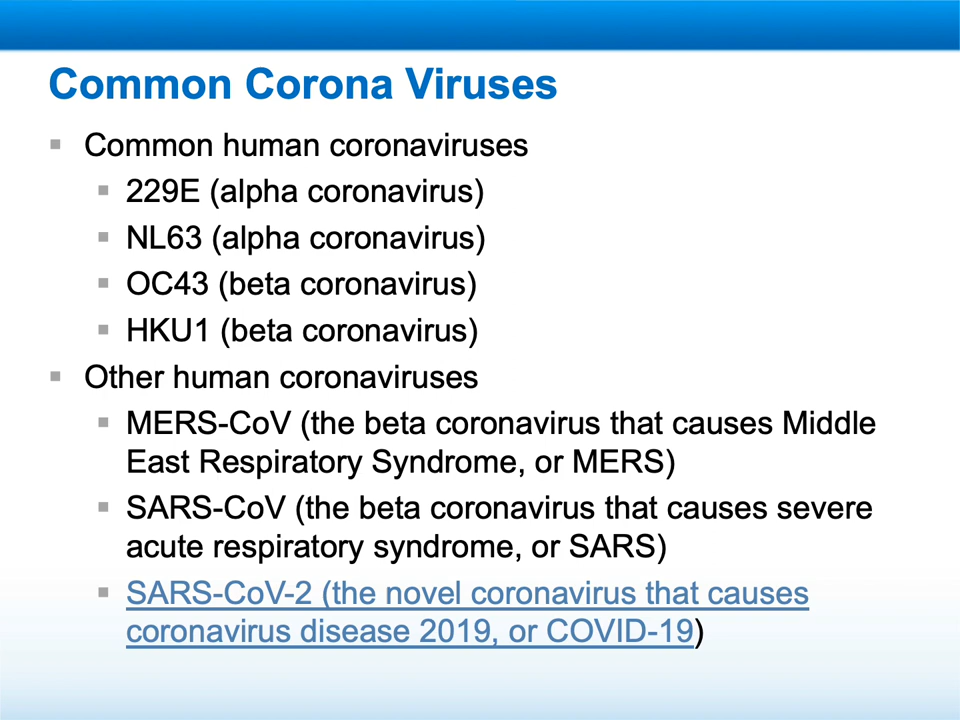 Common Corona Viruses
▪ Common human coronaviruses
▪ 229E (alpha coronavirus)
▪ NL63 (alpha coronavirus)
▪ OC43 (beta coronavirus)
▪ HKU1 (beta coronavirus)
▪ Other human coronaviruses
▪ MERS-CoV (the beta coronavirus that causes Middle
East Respiratory Syndrome, or MERS)
▪ SARS-CoV (the beta coronavirus that causes severe
acute respiratory syndrome, or SARS)
▪ SARS-CoV-2 (the novel coronavirus that causes
coronavirus disease 2019, or COVID-19)